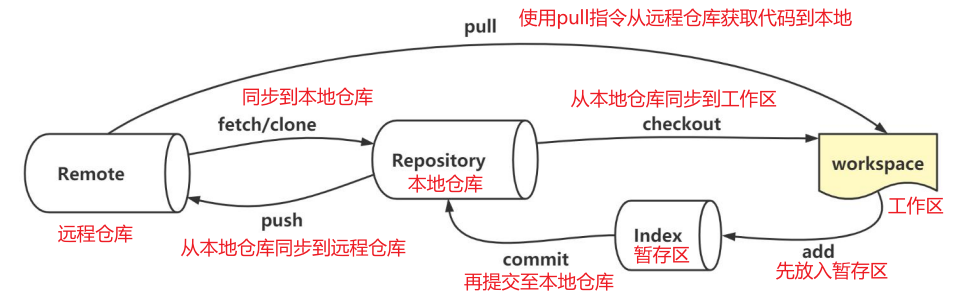 使用pull指令从远程仓库获取代码到本地
pull
同步到本地仓库
fetch/clone
从本地仓库同步到工作区
checkout
Remote
Repository
本地仓库
workspace
远程仓库
push
从本地仓库同步到远程仓库
工作区
Index
暂存区
commit
再提交至本地仓库
add
先放入暂存区